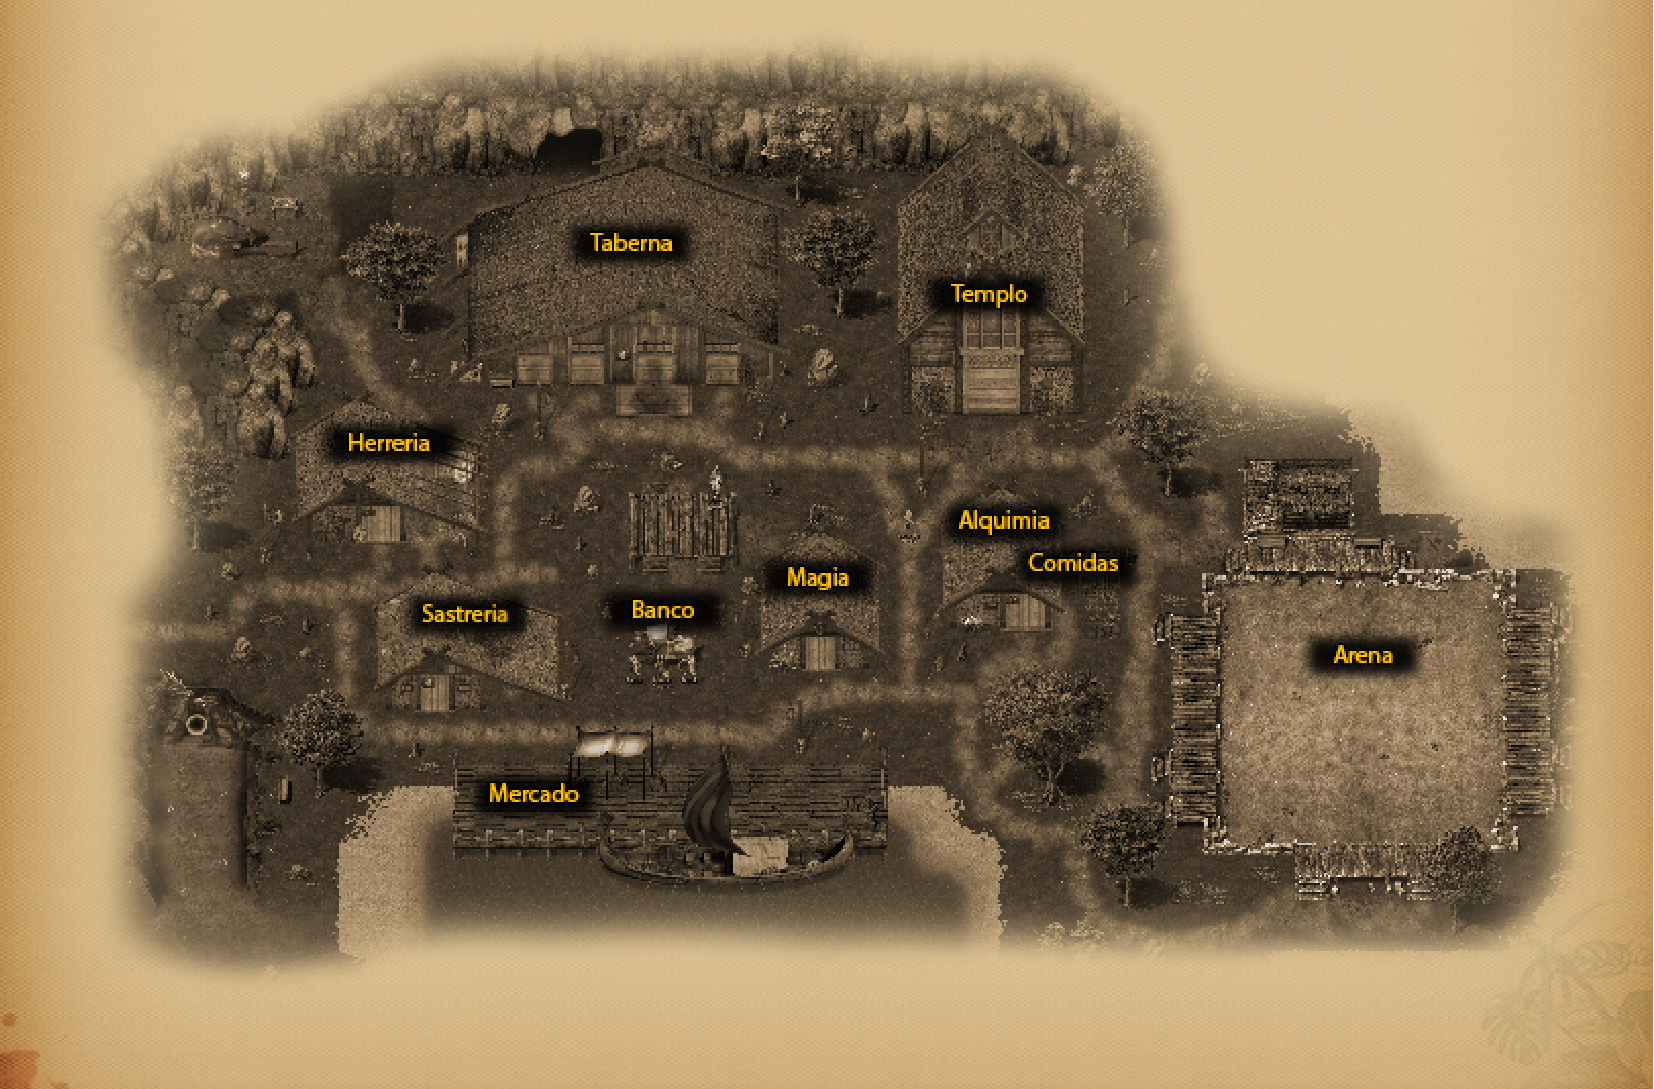 Taberna
Templo
Herreria
Alquimia
Comidas
Magia
Banco
Sastreria
Arena
Mercado